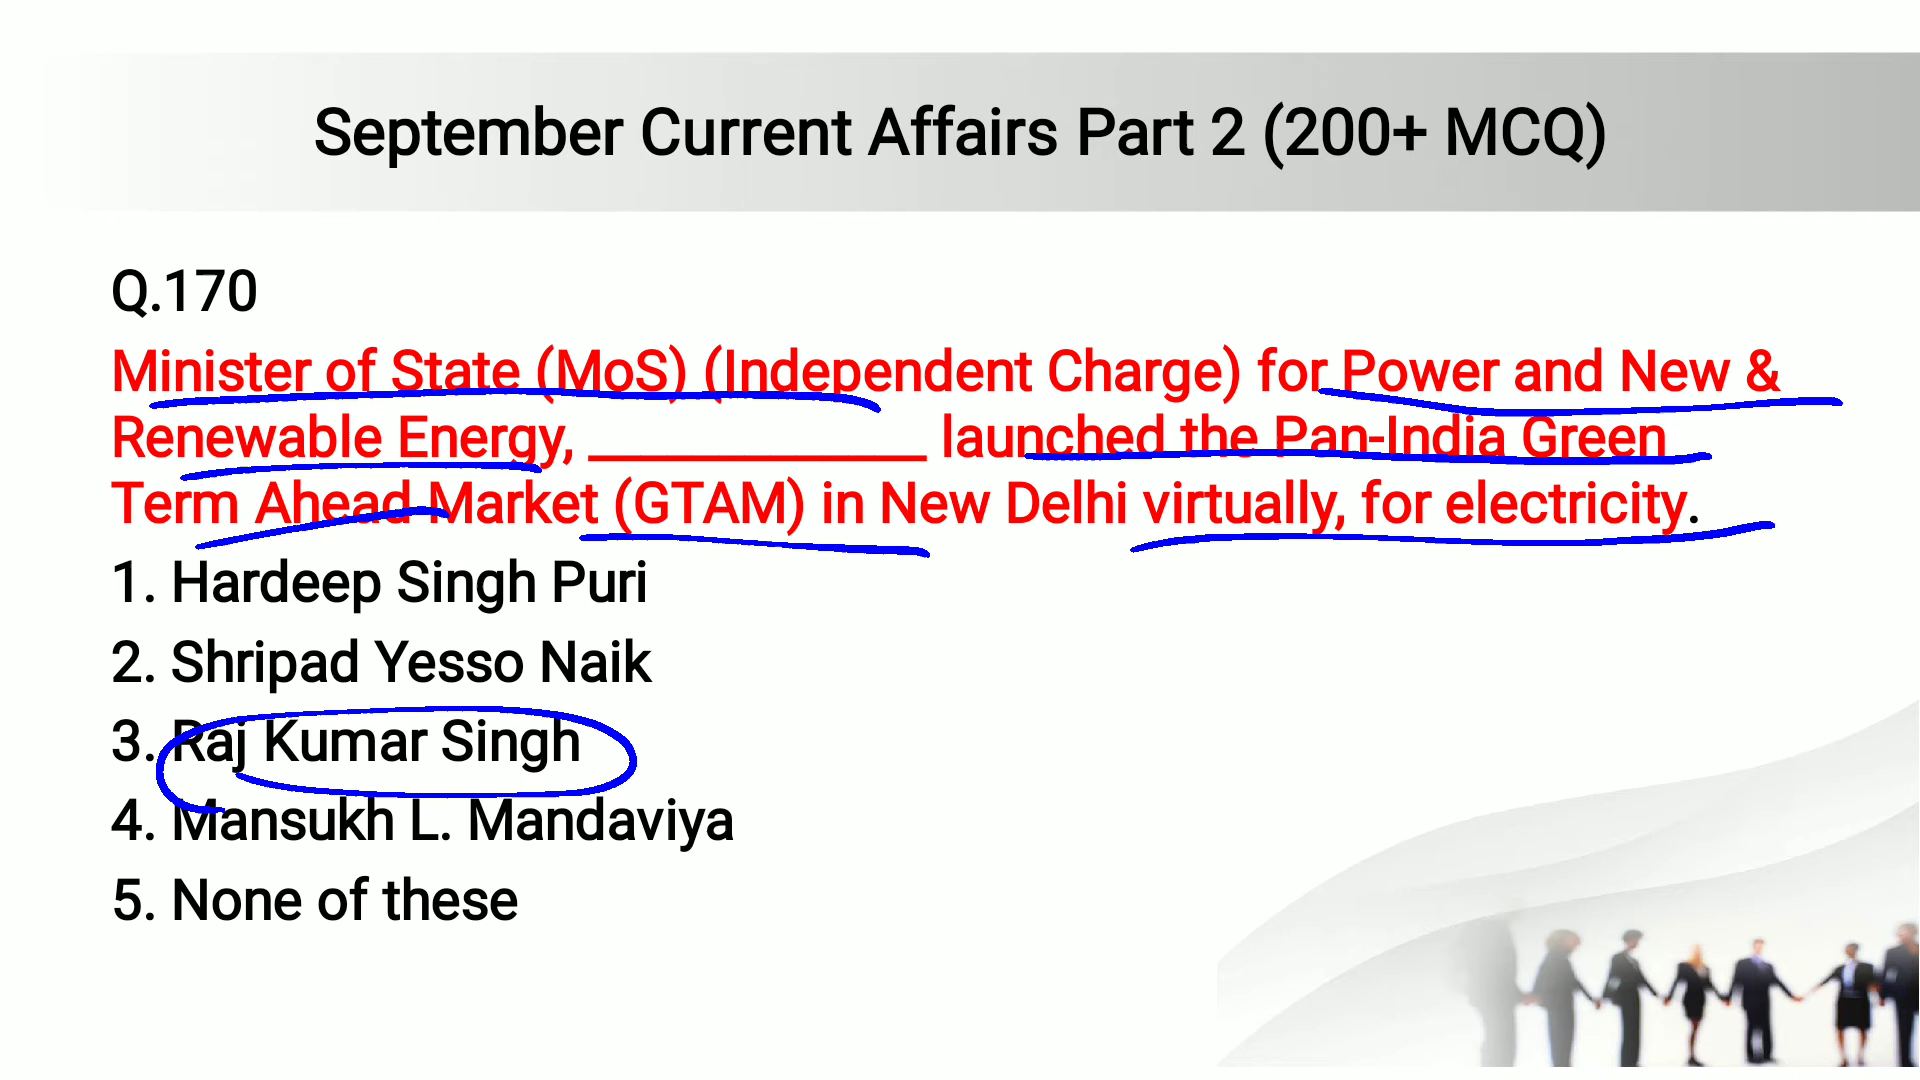 September Current Affairs Part 2 (200+ MCQ)
Q.170
Minister of State (MoS) (Independent Charge) for Power and New &
Renewable Energy, _____________ launched the Pan-India Green
Term Ahead Market (GTAM) in New Delhi virtually, for electricity.
1. Hardeep Singh Puri
2. Shripad Yesso Naik
3. Raj Kumar Singh
4. Mansukh L. Mandaviya
5. None of these